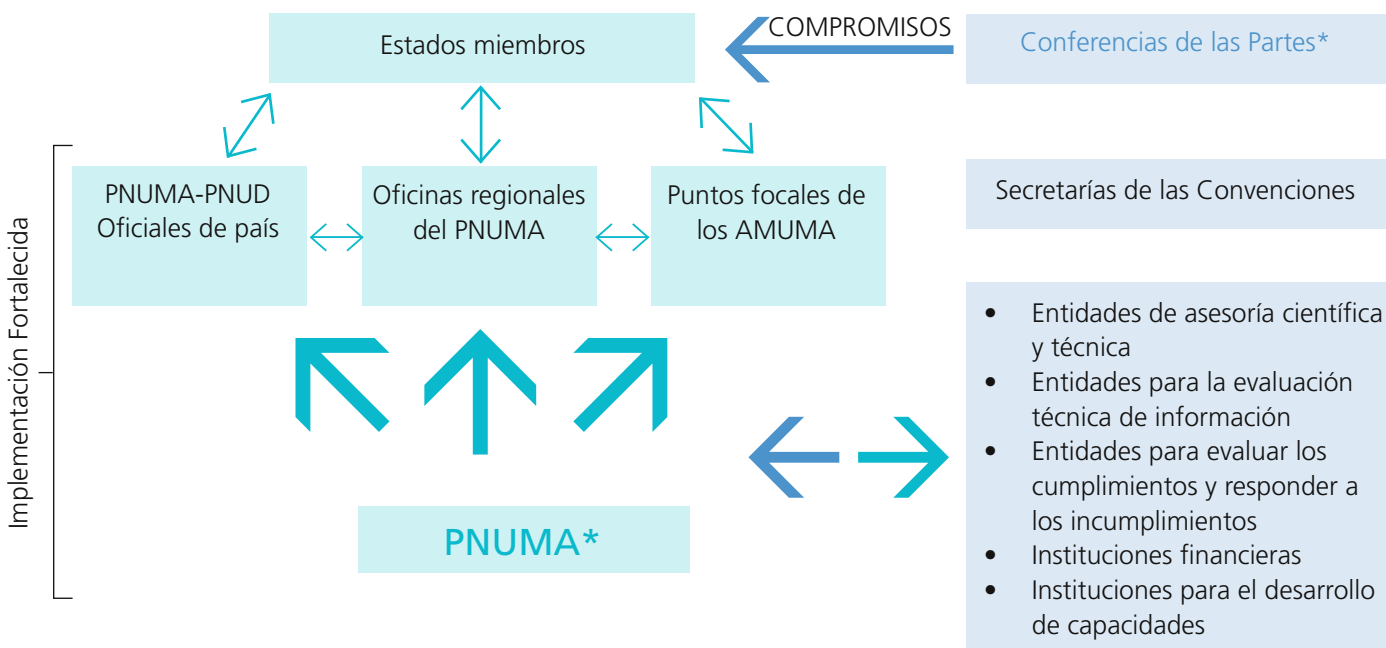 Estados miembros
COMPROMISOS
Conferencias de las Partes*
PNUMA-PNUD
Oficiales de país
Oficinas regionales
del PNUMA
Puntos focales de
los AMUMA
Secretarías de las Convenciones
Implementación Fortalecida
PNUMA*
• Entidades de asesoría científica
y técnica
• Entidades para la evaluación
técnica de información
• Entidades para evaluar los
cumplimientos y responder a
los incumplimientos
• Instituciones financieras
• Instituciones para el desarrollo
de capacidades